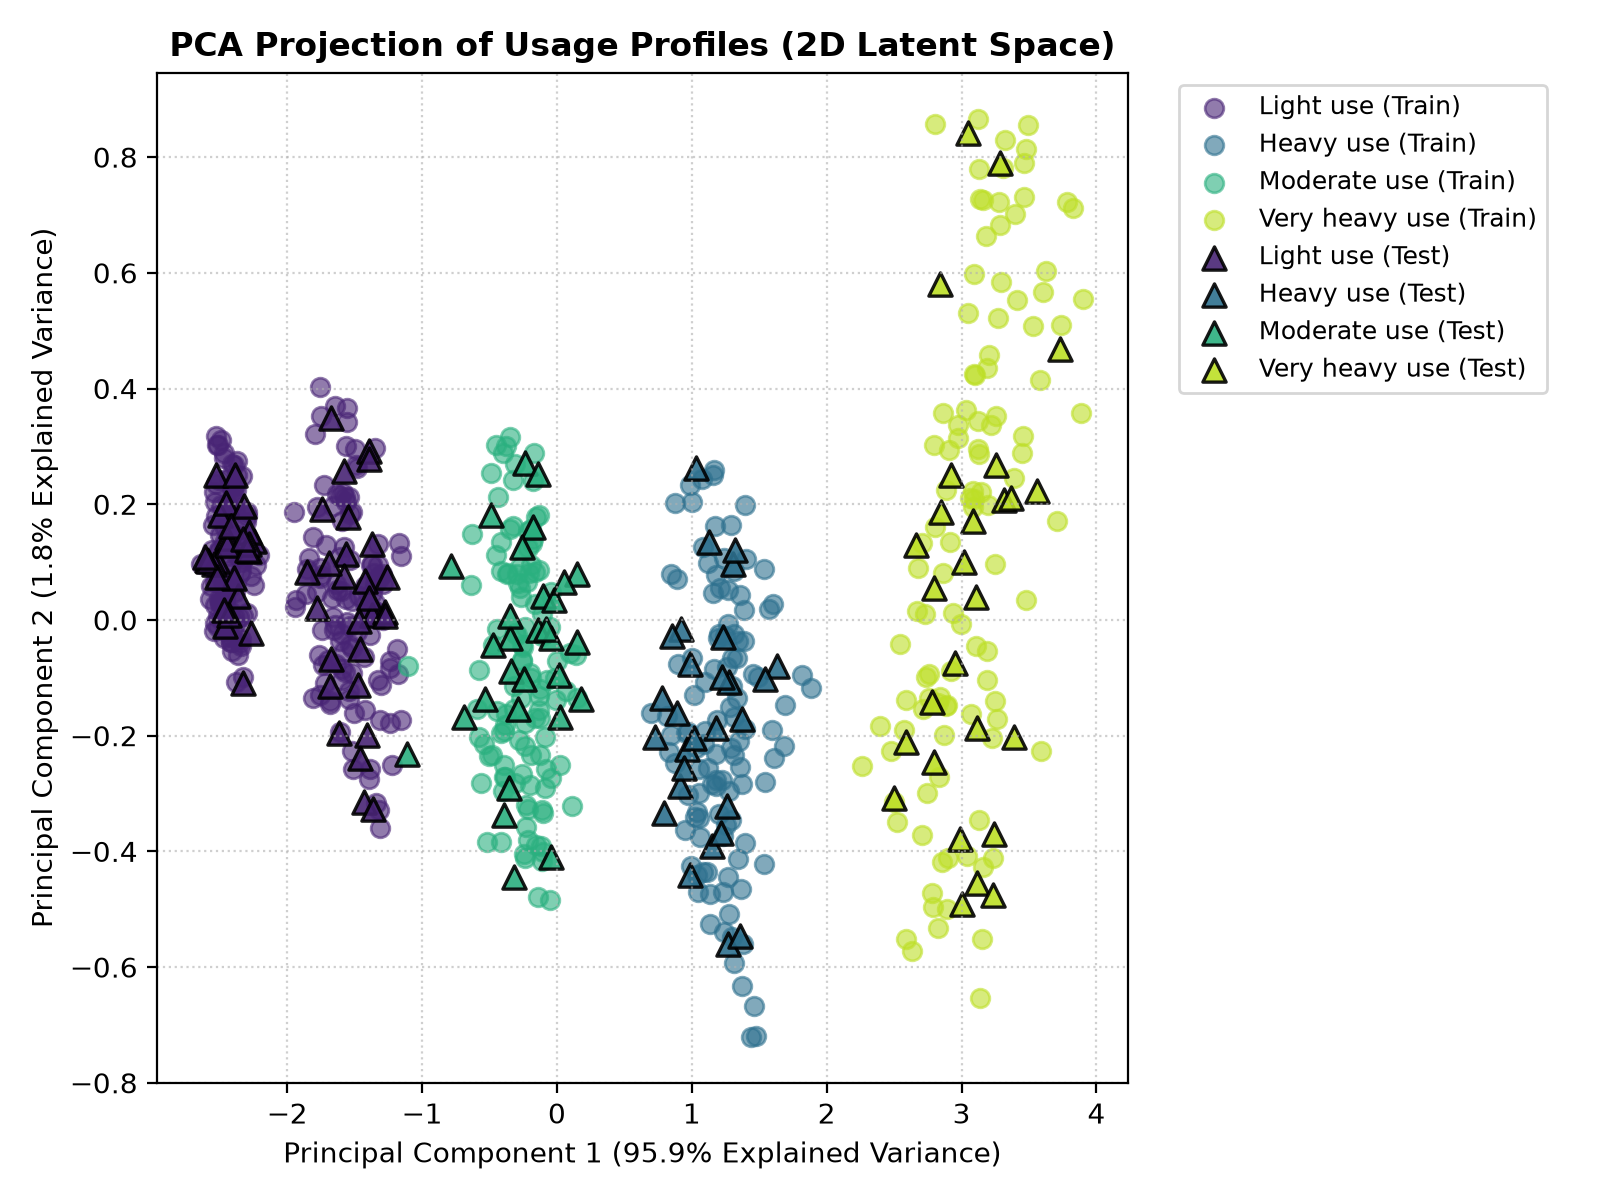 PCA Projection of Usage Profiles (2D Latent Space)
Light use (Train)
Heavy use (Train)
Moderate use (Train)
Very heavy use (Train)
Light use (Test)
Heavy use (Test)
Moderate use (Test)
Very heavy use (Test)
Principal Component 2 (1.8% Explained Variance)
0.8
0.6
0.4
0.2
0.0
−0.2
−0.4
−0.6
−0.8
−2 −1 0 1 2 3 4
Principal Component 1 (95.9% Explained Variance)